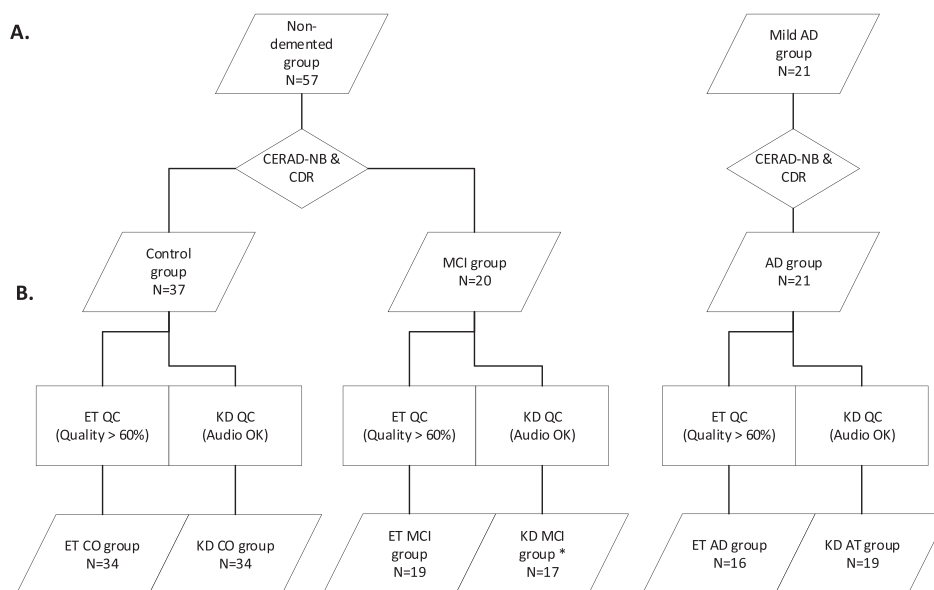 A.
Non-
demented
group
N=57
Mild AD
group
N=21
CERAD-NB &
CDR
CERAD-NB &
CDR
Control
group
N=37
MCI group
N=20
AD group
N=21
B.
ET QC
(Quality > 60%)
KD QC
(Audio OK)
ET QC
(Quality > 60%)
KD QC
(Audio OK)
ET QC
(Quality > 60%)
KD QC
(Audio OK)
ET CO group
N=34
KD CO group
N=34
ET MCI
group
N=19
KD MCI
group *
N=17
ET AD group
N=16
KD AT group
N=19